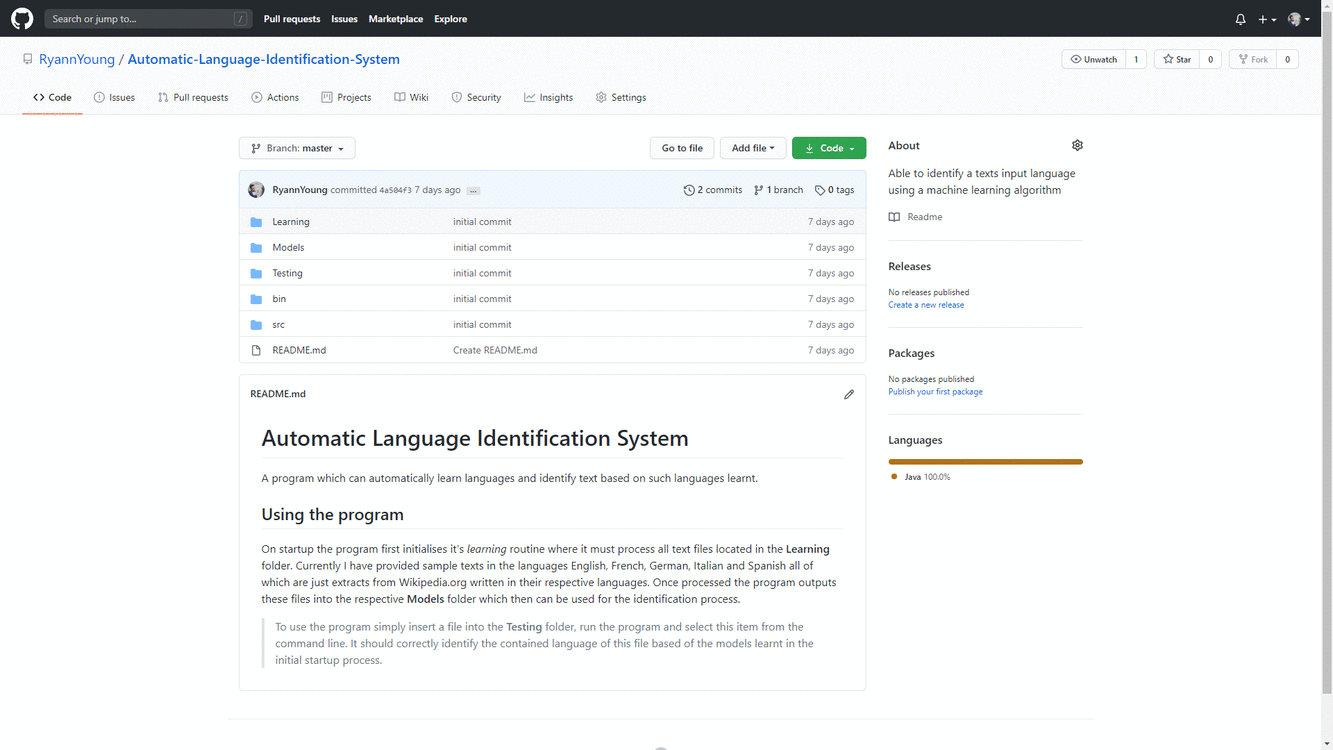 Search or jump to... /
Pull requests Issues Marketplace Explore
RyannYoung / Automatic-Language-Identification-System
Unwatch 1 Star 0 Fork 0
Code Issues Pull requests Actions Projects Wiki Security Insights Settings
Branch: master Go to file Add file Code
RyannYoung committed 4a504f3 7 days ago ... 2 commits 1 branch 0 tags
Learning initial commit 7 days ago
Models initial commit 7 days ago
Testing initial commit 7 days ago
bin initial commit 7 days ago
src initial commit 7 days ago
README.md Create README.md 7 days ago
README.md
Automatic Language Identification System
A program which can automatically learn languages and identify text based on such languages learnt.
Using the program
On startup the program first initialises it's learning routine where it must process all text files located in the Learning
folder. Currently I have provided sample texts in the languages English, French, German, Italian and Spanish all of
which are just extracts from Wikipedia.org written in their respective languages. Once processed the program outputs
these files into the respective Models folder which then can be used for the identification process.
To use the program simply insert a file into the Testing folder, run the program and select this item from the
command line. It should correctly identify the contained language of this file based of the models learnt in the
initial startup process.
About
Able to identify a texts input language
using a machine learning algorithm
Readme
Releases
No releases published
Create a new release
Packages
No packages published
Publish your first package
Languages
Java 100.0%